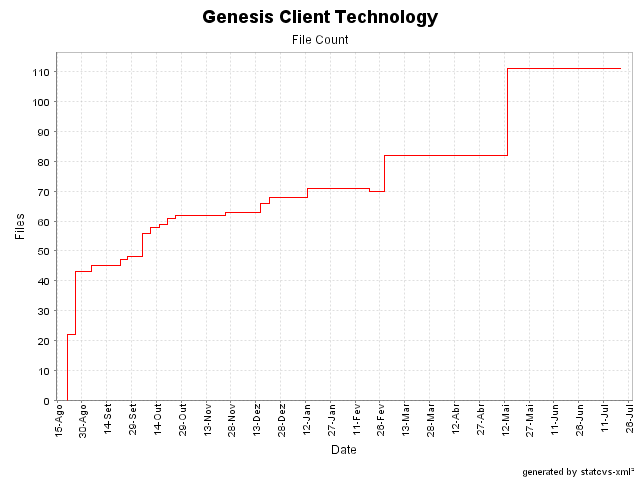 Genesis Client Technology
File Count
Files
110
100
90
80
70
60
50
40
30
20
10
0
15-Ago
30-Ago
14-Set
29-Set
14-Out
29-Out
13-Nov
28-Nov
13-Dez
28-Dez
12-Jan
27-Jan
11-Fev
26-Fev
13-Mar
28-Mar
12-Abr
27-Abr
12-Mai
27-Mai
11-Jun
26-Jun
11-Jul
26-Jul
Date
generated by statcvs-xml²